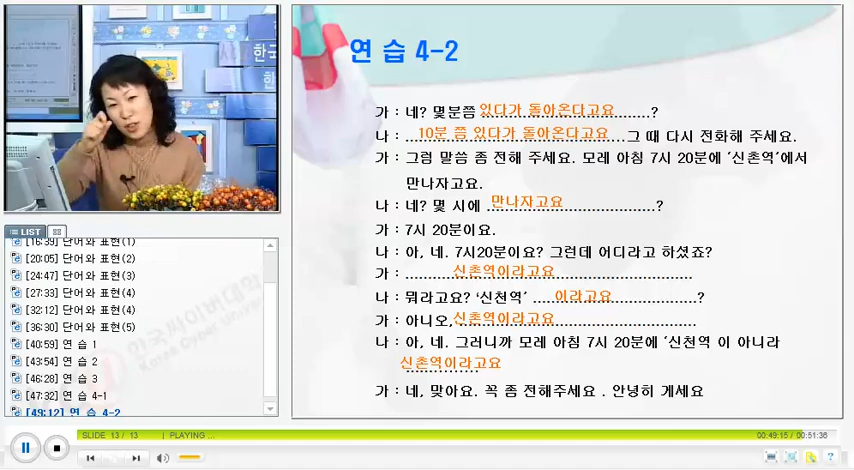 한국
연 습 4-2
가 : 네? 몇분쯤 있다가 돌아온다고요........?
나 : 10분 쯤 있다가 돌아온다고요 그 때 다시 전화해 주세요.
가 : 그럼 말씀 좀 전해 주세요. 모레 아침 7시 20분에 '신촌역'에서
만나자고요.
나 : 네? 몇 시에 만나자고요........?
가 : 7시 20분이요.
나 : 아, 네. 7시20분이요? 그런데 어디라고 하셨죠?
가 : 신촌역이라고요
나 : 뭐라고요? '신천역' 이라고요........?
가 : 아니오, 신촌역이라고요
나 : 아, 네. 그러니까 모레 아침 7시 20분에 '신천역 이 아니라
신촌역이라고요
가 : 네, 맞아요. 꼭 좀 전해주세요 . 안녕히 게세요
LIST
[16:39] 단어와 표현(1)
[20:05] 단어와 표현(2)
[24:47] 단어와 표현(3)
[27:33] 단어와 표현(4)
[32:12] 단어와 표현(4)
[36:30] 단어와 표현(5)
[40:59] 연 습 1
[43:54] 연 습 2
[46:28] 연 습 3
[47:32] 연 습 4-1
[49:12] 연 습 4-2
한국싸이버대학
SLIDE 13 / 13 | PLAYING ...
00:49:15 / 00:51:36